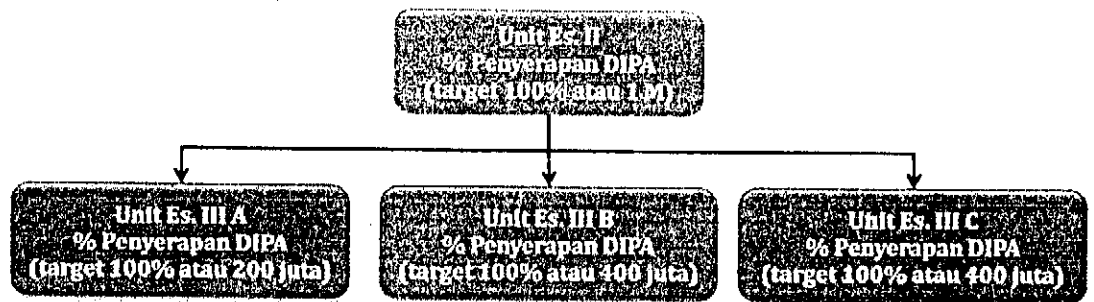 Unit Es. II
% Penyerapan DIPA
(target 100% atau 1 M)
Unit Es. III A
% Penyerapan DIPA
(target 100% atau 200 juta)
Unit Es. III B
% Penyerapan DIPA
(target 100% atau 400 juta)
Unit Es. III C
% Penyerapan DIPA
(target 100% atau 400 juta)